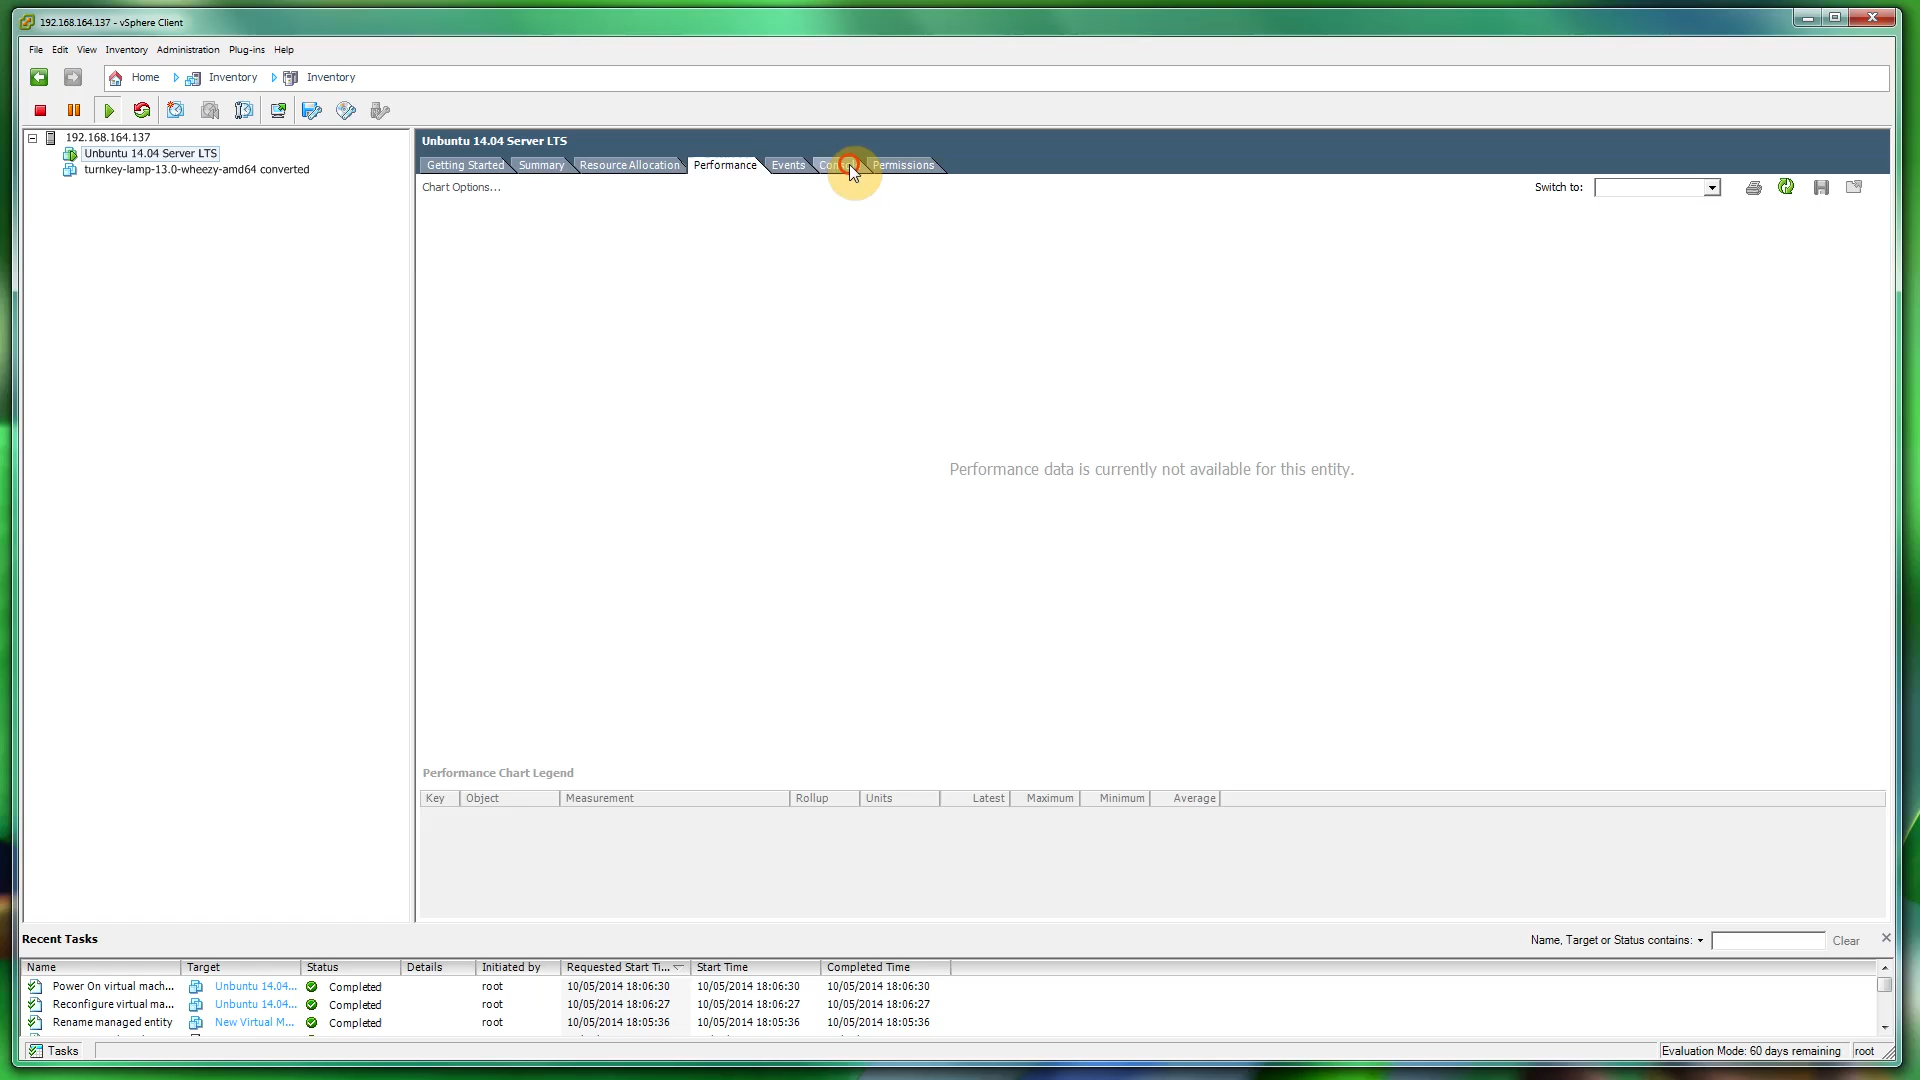 192.168.164.137 - vSphere Client
File Edit View Inventory Administration Plug-ins Help
Home Inventory Inventory
192.168.164.137
Unbuntu 14.04 Server LTS
turnkey-lamp-13.0-wheezy-amd64 converted
Unbuntu 14.04 Server LTS
Getting Started Summary Resource Allocation Performance Events Permissions
Chart Options...
Switch to:
Performance data is currently not available for this entity.
Performance Chart Legend
Key Object Measurement Rollup Units Latest Maximum Minimum Average
Recent Tasks
Name, Target or Status contains: Clear
Name Target Status Details Initiated by Requested Start Ti... Start Time Completed Time
Power On virtual mach... Unbuntu 14.04... Completed root 10/05/2014 18:06:30 10/05/2014 18:06:30 10/05/2014 18:06:30
Reconfigure virtual ma... Unbuntu 14.04... Completed root 10/05/2014 18:06:27 10/05/2014 18:06:27 10/05/2014 18:06:27
Rename managed entity New Virtual M... Completed root 10/05/2014 18:05:36 10/05/2014 18:05:36 10/05/2014 18:05:36
Tasks
Evaluation Mode: 60 days remaining root